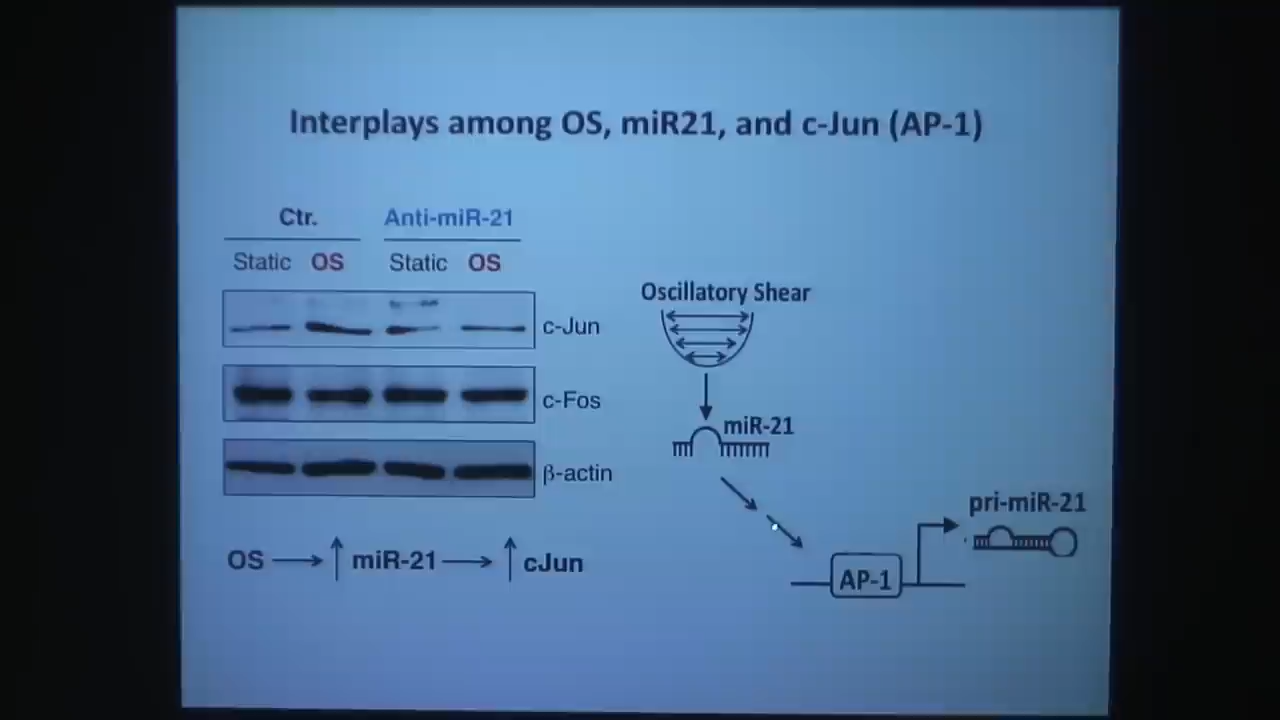 Interplays among OS, miR21, and c-Jun (AP-1)
Ctr. Anti-miR-21
Static OS Static OS
c-Jun
c-Fos
β-actin
OS → ↑ miR-21 → ↑ cJun
Oscillatory Shear
miR-21
pri-miR-21
AP-1